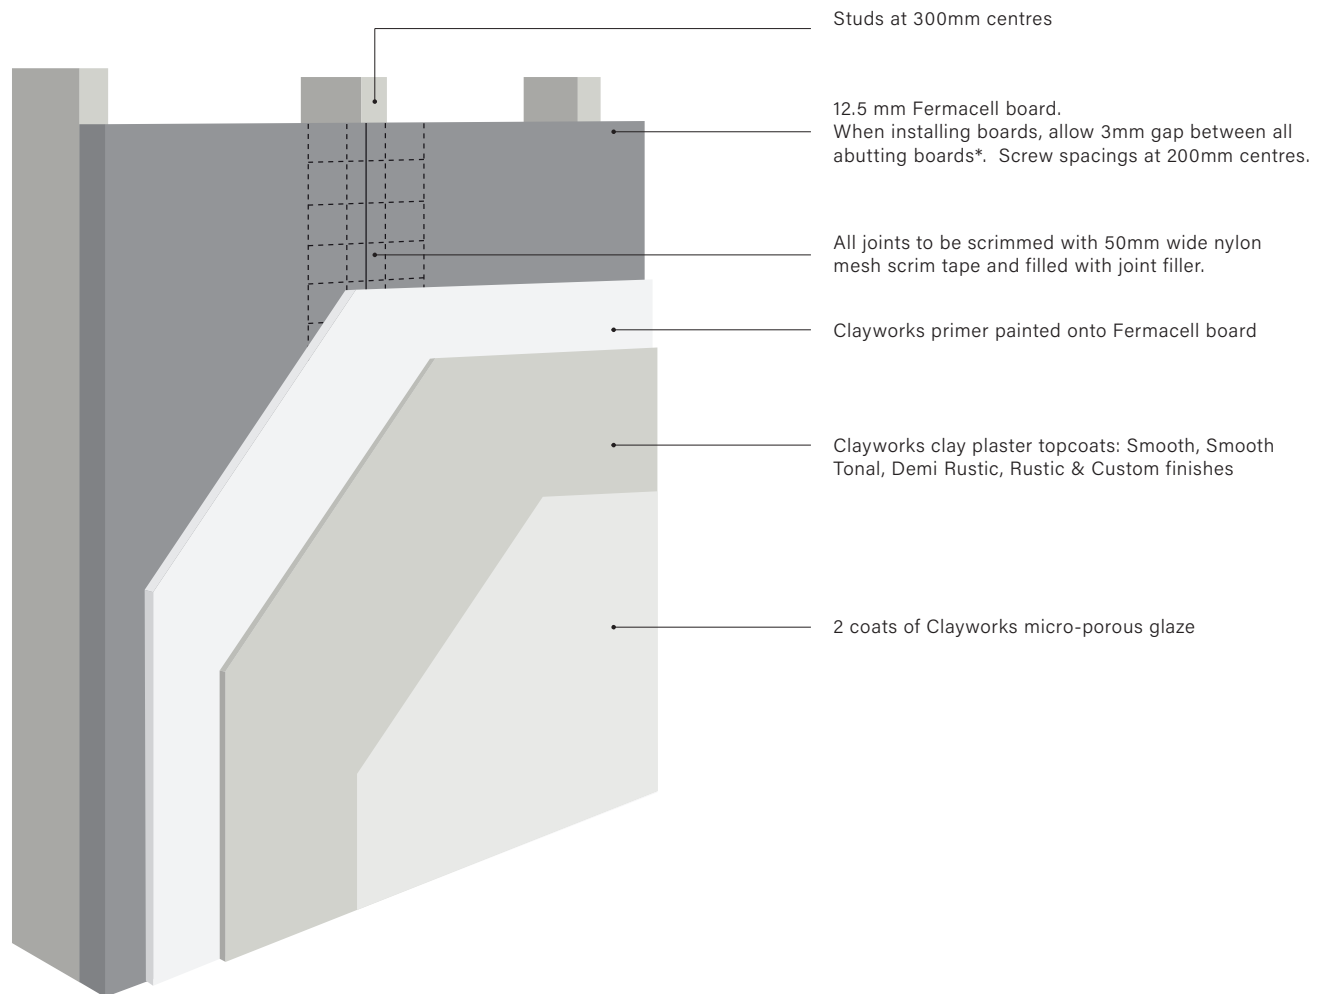 Studs at 300mm centres
12.5 mm Fermacell board.
When installing boards, allow 3mm gap between all
abutting boards*.  Screw spacings at 200mm centres.
All joints to be scrimmed with 50mm wide nylon
mesh scrim tape and filled with joint filler.
Clayworks primer painted onto Fermacell board
Clayworks clay plaster topcoats: Smooth, Smooth
Tonal, Demi Rustic, Rustic & Custom finishes
2 coats of Clayworks micro-porous glaze